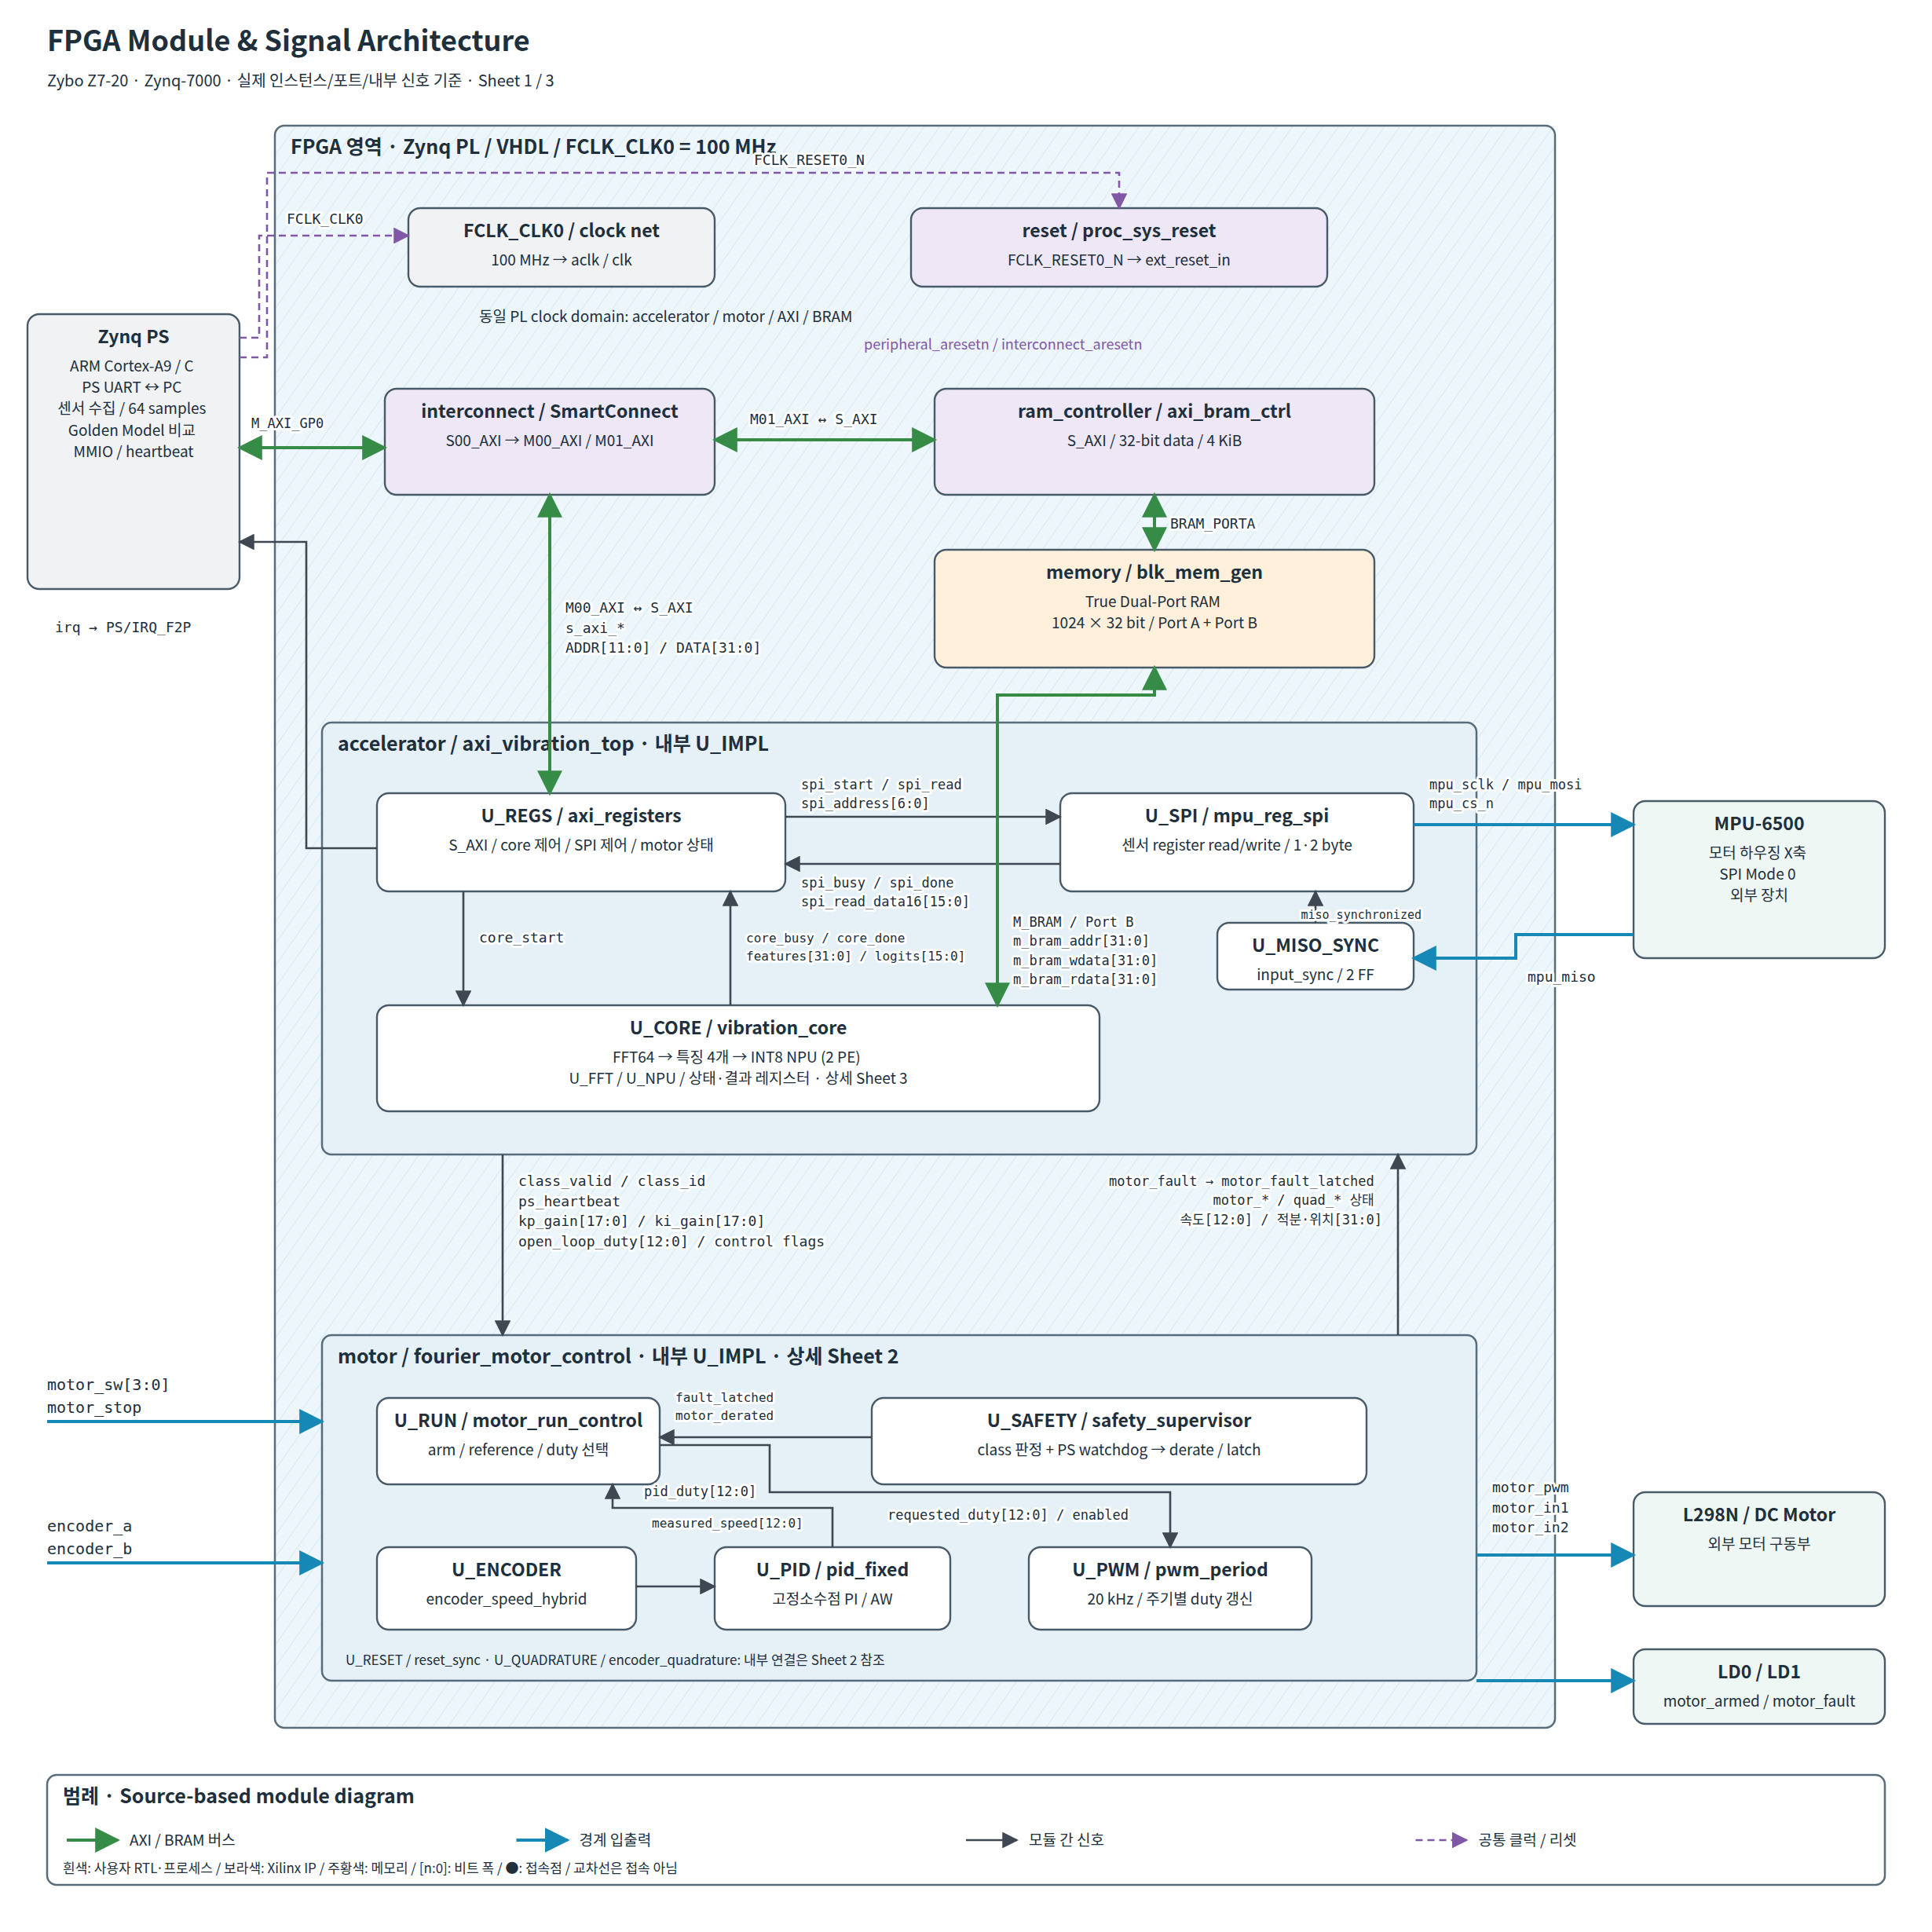 FPGA Module & Signal Architecture
Zybo Z7-20 · Zynq-7000 · 실제 인스턴스/포트/내부 신호 기준 · Sheet 1 / 3
FPGA 영역 · Zynq PL / VHDL / FCLK_CLK0 = 100 MHz
FCLK_RESET0_N
FCLK_CLK0
FCLK_CLK0 / clock net
100 MHz → aclk / clk
reset / proc_sys_reset
FCLK_RESET0_N → ext_reset_in
동일 PL clock domain: accelerator / motor / AXI / BRAM
peripheral_aresetn / interconnect_aresetn
Zynq PS
ARM Cortex-A9 / C
PS UART ↔ PC
센서 수집 / 64 samples
Golden Model 비교
MMIO / heartbeat
M_AXI_GP0
interconnect / SmartConnect
S00_AXI → M00_AXI / M01_AXI
M01_AXI ↔ S_AXI
ram_controller / axi_bram_ctrl
S_AXI / 32-bit data / 4 KiB
BRAM_PORTA
memory / blk_mem_gen
True Dual-Port RAM
1024 × 32 bit / Port A + Port B
irq → PS/IRQ_F2P
M00_AXI ↔ S_AXI
s_axi_*
ADDR[11:0] / DATA[31:0]
accelerator / axi_vibration_top · 내부 U_IMPL
U_REGS / axi_registers
S_AXI / core 제어 / SPI 제어 / motor 상태
spi_start / spi_read
spi_address[6:0]
spi_busy / spi_done
spi_read_data16[15:0]
U_SPI / mpu_reg_spi
센서 register read/write / 1·2 byte
mpu_sclk / mpu_mosi
mpu_cs_n
MPU-6500
모터 하우징 X축
SPI Mode 0
외부 장치
miso_synchronized
U_MISO_SYNC
input_sync / 2 FF
mpu_miso
core_start
core_busy / core_done
features[31:0] / logits[15:0]
M_BRAM / Port B
m_bram_addr[31:0]
m_bram_wdata[31:0]
m_bram_rdata[31:0]
U_CORE / vibration_core
FFT64 → 특징 4개 → INT8 NPU (2 PE)
U_FFT / U_NPU / 상태·결과 레지스터 · 상세 Sheet 3
class_valid / class_id
ps_heartbeat
kp_gain[17:0] / ki_gain[17:0]
open_loop_duty[12:0] / control flags
motor_fault → motor_fault_latched
motor_* / quad_* 상태
속도[12:0] / 적분·위치[31:0]
motor / fourier_motor_control · 내부 U_IMPL · 상세 Sheet 2
motor_sw[3:0]
motor_stop
U_RUN / motor_run_control
arm / reference / duty 선택
fault_latched
motor_derated
U_SAFETY / safety_supervisor
class 판정 + PS watchdog → derate / latch
pid_duty[12:0]
measured_speed[12:0]
requested_duty[12:0] / enabled
encoder_a
encoder_b
U_ENCODER
encoder_speed_hybrid
U_PID / pid_fixed
고정소수점 PI / AW
U_PWM / pwm_period
20 kHz / 주기별 duty 갱신
motor_pwm
motor_in1
motor_in2
L298N / DC Motor
외부 모터 구동부
U_RESET / reset_sync · U_QUADRATURE / encoder_quadrature: 내부 연결은 Sheet 2 참조
LD0 / LD1
motor_armed / motor_fault
범례 · Source-based module diagram
AXI / BRAM 버스
경계 입출력
모듈 간 신호
공통 클럭 / 리셋
흰색: 사용자 RTL·프로세스 / 보라색: Xilinx IP / 주황색: 메모리 / [n:0]: 비트 폭 / ●: 접속점 / 교차선은 접속 아님